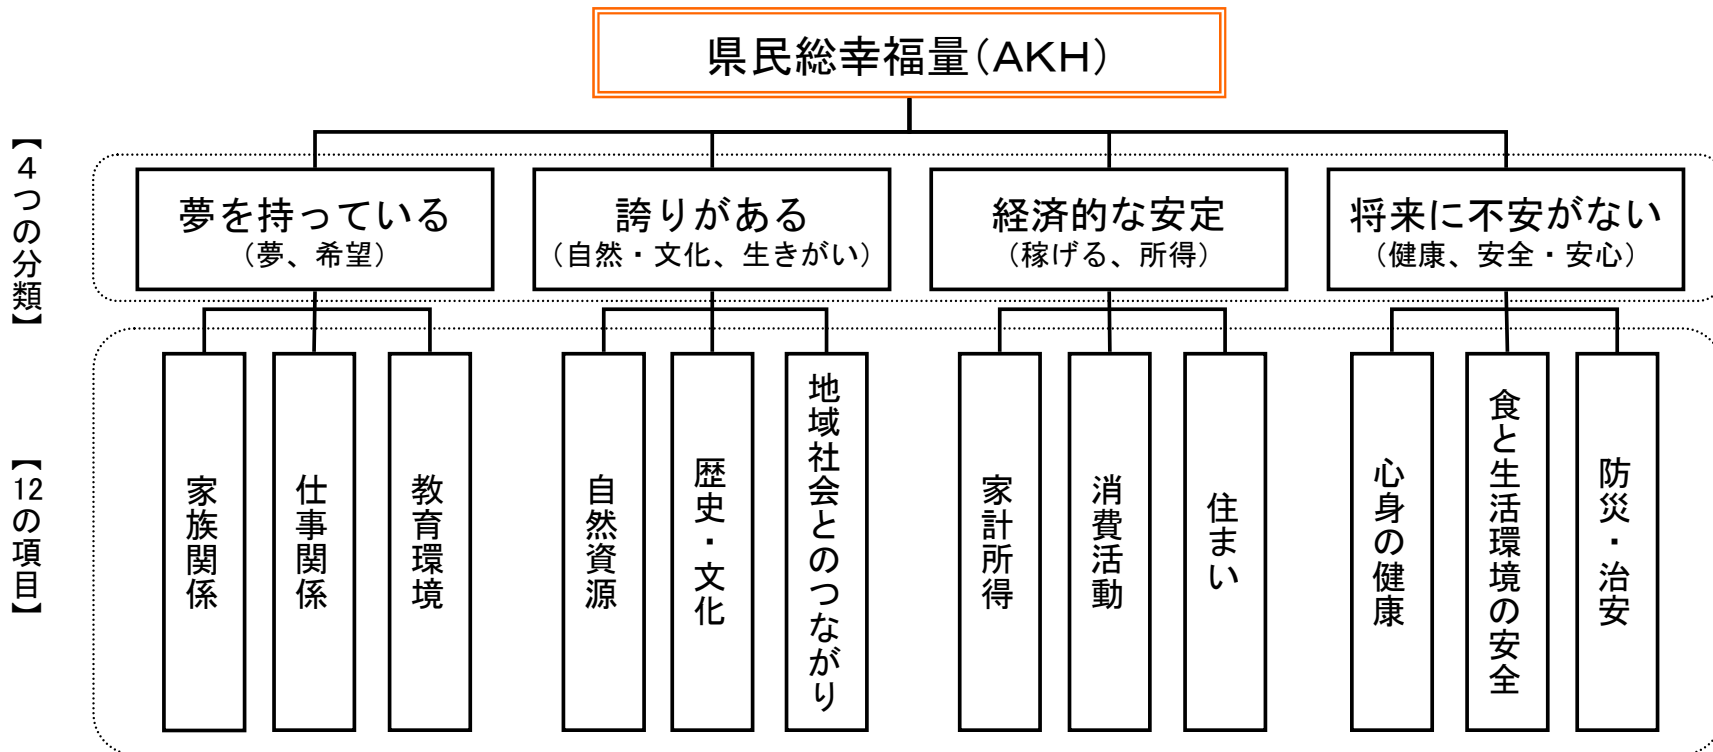 県民総幸福量(AKH)
【4つの分類】
夢を持っている
(夢、希望)
誇りがある
(自然・文化、生きがい)
経済的な安定
(稼げる、所得)
将来に不安がない
(健康、安全・安心)
【12の項目】
家族関係
仕事関係
教育環境
自然資源
歴史・文化
地域社会とのつながり
家計所得
消費活動
住まい
心身の健康
食と生活環境の安全
防災・治安